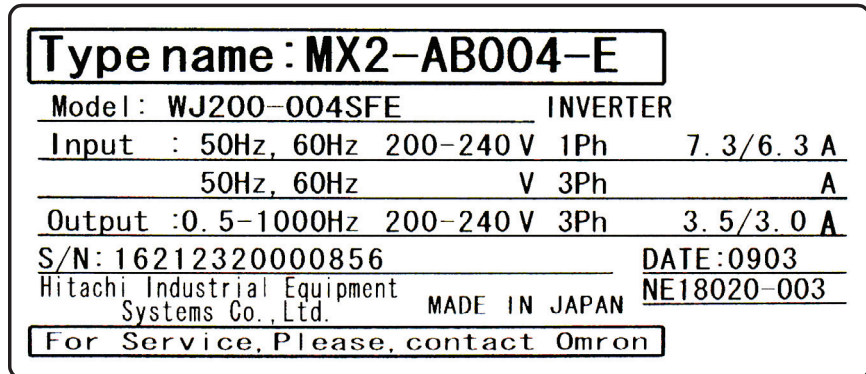 Type name:MX2-AB004-E
Model: WJ200-004SFE INVERTER
Input : 50Hz, 60Hz 200-240 V 1Ph 7.3/6.3 A
50Hz, 60Hz V 3Ph A
Output :0.5-1000Hz 200-240 V 3Ph 3.5/3.0 A
S/N:16212320000856 DATE:0903
Hitachi Industrial Equipment NE18020-003
Systems Co.,Ltd. MADE IN JAPAN
For Service,Please,contact Omron